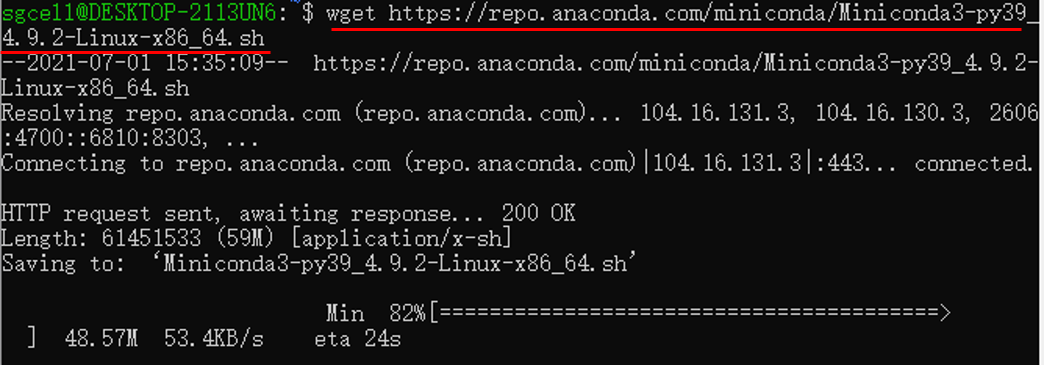 sgcell@DESKTOP-2113UN6:~$ wget https://repo.anaconda.com/miniconda/Miniconda3-py39_
4.9.2-Linux-x86_64.sh
--2021-07-01 15:35:09--  https://repo.anaconda.com/miniconda/Miniconda3-py39_4.9.2-
Linux-x86_64.sh
Resolving repo.anaconda.com (repo.anaconda.com)... 104.16.131.3, 104.16.130.3, 2606
:4700::6810:8303, ...
Connecting to repo.anaconda.com (repo.anaconda.com)|104.16.131.3|:443... connected.
HTTP request sent, awaiting response... 200 OK
Length: 61451533 (59M) [application/x-sh]
Saving to: ‘Miniconda3-py39_4.9.2-Linux-x86_64.sh’
Min  82%[========================================>
]  48.57M  53.4KB/s    eta 24s